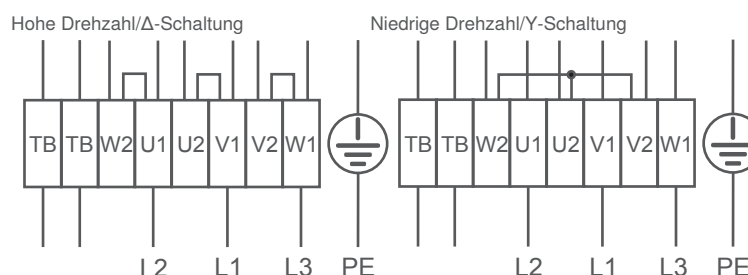 Hohe Drehzahl/Δ-Schaltung
Niedrige Drehzahl/Y-Schaltung
TB TB W2 U1 U2 V1 V2 W1
TB TB W2 U1 U2 V1 V2 W1
L2 L1 L3 PE
L2 L1 L3 PE